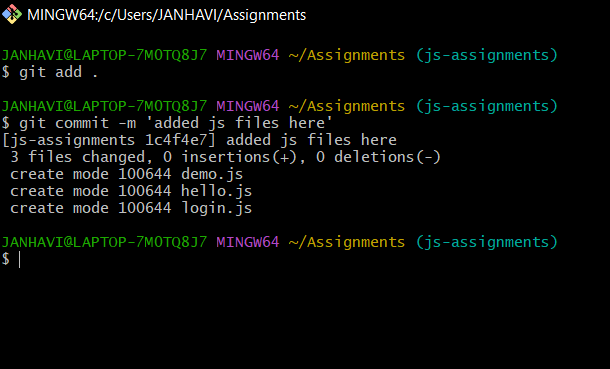 MINGW64:/c/Users/JANHAVI/Assignments
JANHAVI@LAPTOP-7M0TQ8J7 MINGW64 ~/Assignments (js-assignments)
$ git add .
JANHAVI@LAPTOP-7M0TQ8J7 MINGW64 ~/Assignments (js-assignments)
$ git commit -m 'added js files here'
[js-assignments 1c4f4e7] added js files here
 3 files changed, 0 insertions(+), 0 deletions(-)
 create mode 100644 demo.js
 create mode 100644 hello.js
 create mode 100644 login.js
JANHAVI@LAPTOP-7M0TQ8J7 MINGW64 ~/Assignments (js-assignments)
$